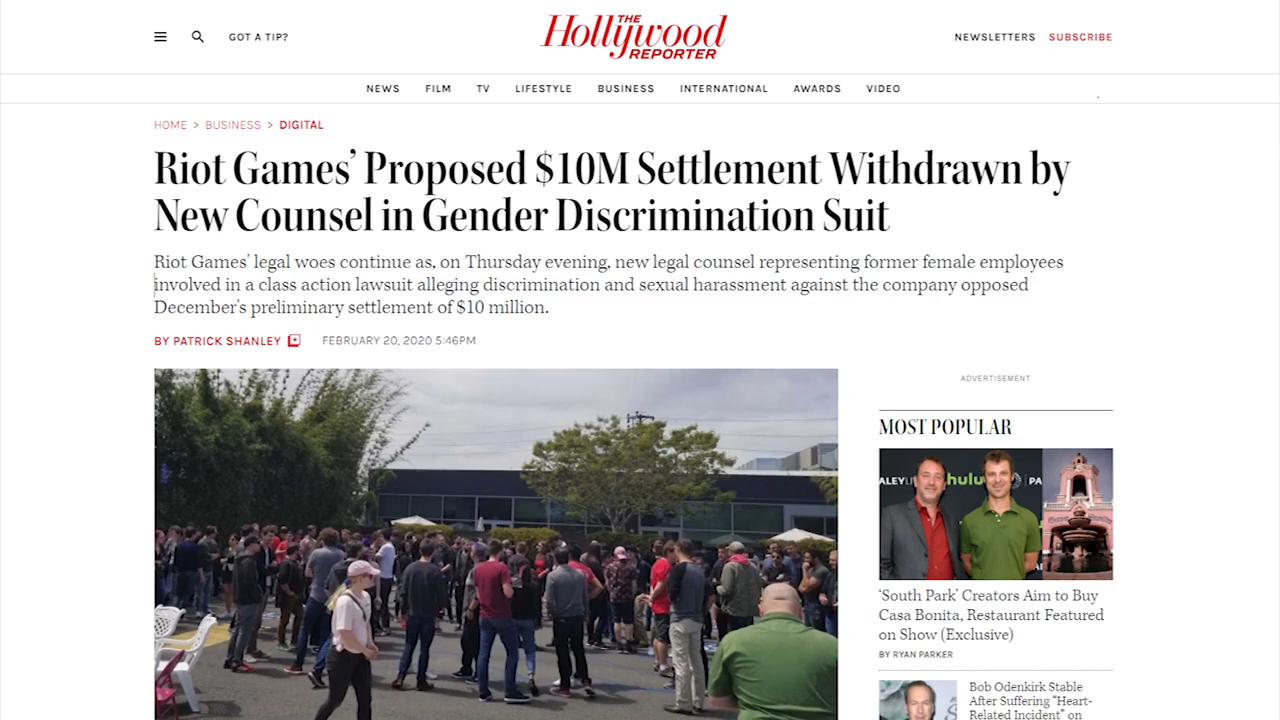 GOT A TIP?
THE
Hollywood
REPORTER
NEWSLETTERS SUBSCRIBE
NEWS FILM TV LIFESTYLE BUSINESS INTERNATIONAL AWARDS VIDEO
HOME > BUSINESS > DIGITAL
Riot Games’ Proposed $10M Settlement Withdrawn by
New Counsel in Gender Discrimination Suit
Riot Games' legal woes continue as, on Thursday evening, new legal counsel representing former female employees
involved in a class action lawsuit alleging discrimination and sexual harassment against the company opposed
December's preliminary settlement of $10 million.
BY PATRICK SHANLEY FEBRUARY 20, 2020 5:46PM
ADVERTISEMENT
MOST POPULAR
ALEYL hulu PA
‘South Park’ Creators Aim to Buy
Casa Bonita, Restaurant Featured
on Show (Exclusive)
BY RYAN PARKER
Bob Odenkirk Stable
After Suffering “Heart-
Related Incident” on